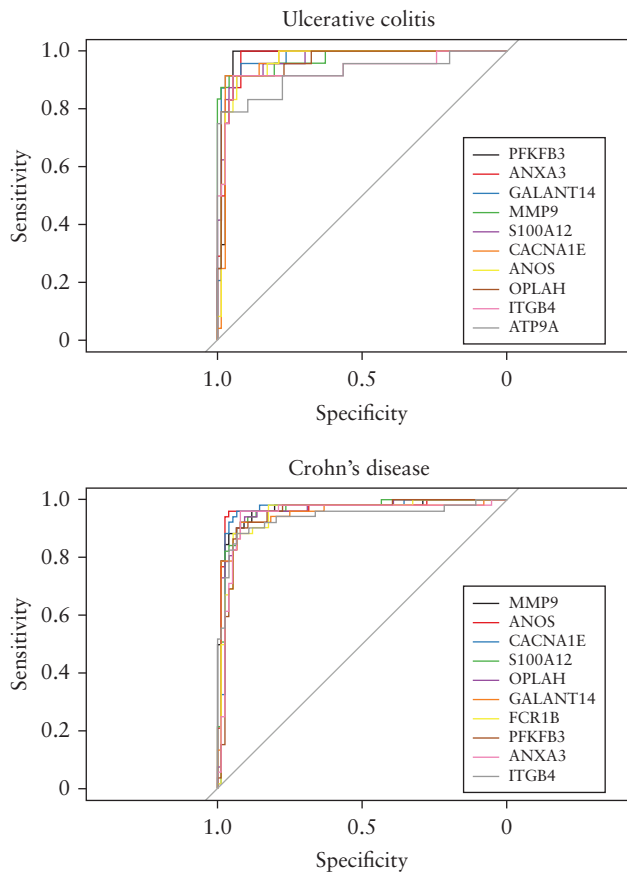 Ulcerative colitis
1.0
0.8
0.6
0.4
0.2
0
Sensitivity
PFKFB3
ANXA3
GALANT14
MMP9
S100A12
CACNA1E
ANOS
OPLAH
ITGB4
ATP9A
1.0 0.5 0
Specificity
Crohn's disease
1.0
0.8
0.6
0.4
0.2
0
Sensitivity
MMP9
ANOS
CACNA1E
S100A12
OPLAH
GALANT14
FCR1B
PFKFB3
ANXA3
ITGB4
1.0 0.5 0
Specificity